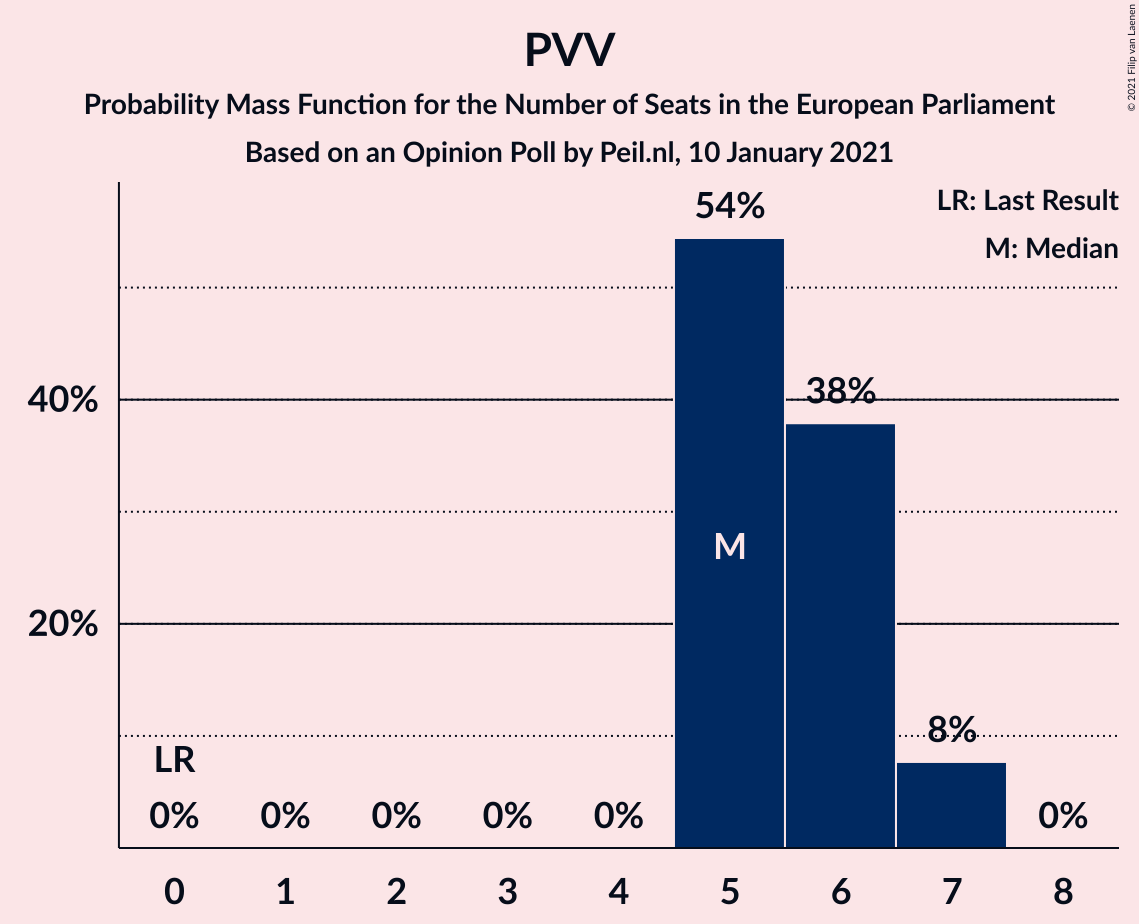 PVV
Probability Mass Function for the Number of Seats in the European Parliament
Based on an Opinion Poll by Peil.nl, 10 January 2021
© 2021 Filip van Laenen
LR: Last Result
M: Median
54%
40%
38%
M
20%
8%
LR
0% 0% 0% 0% 0% 0%
0 1 2 3 4 5 6 7 8